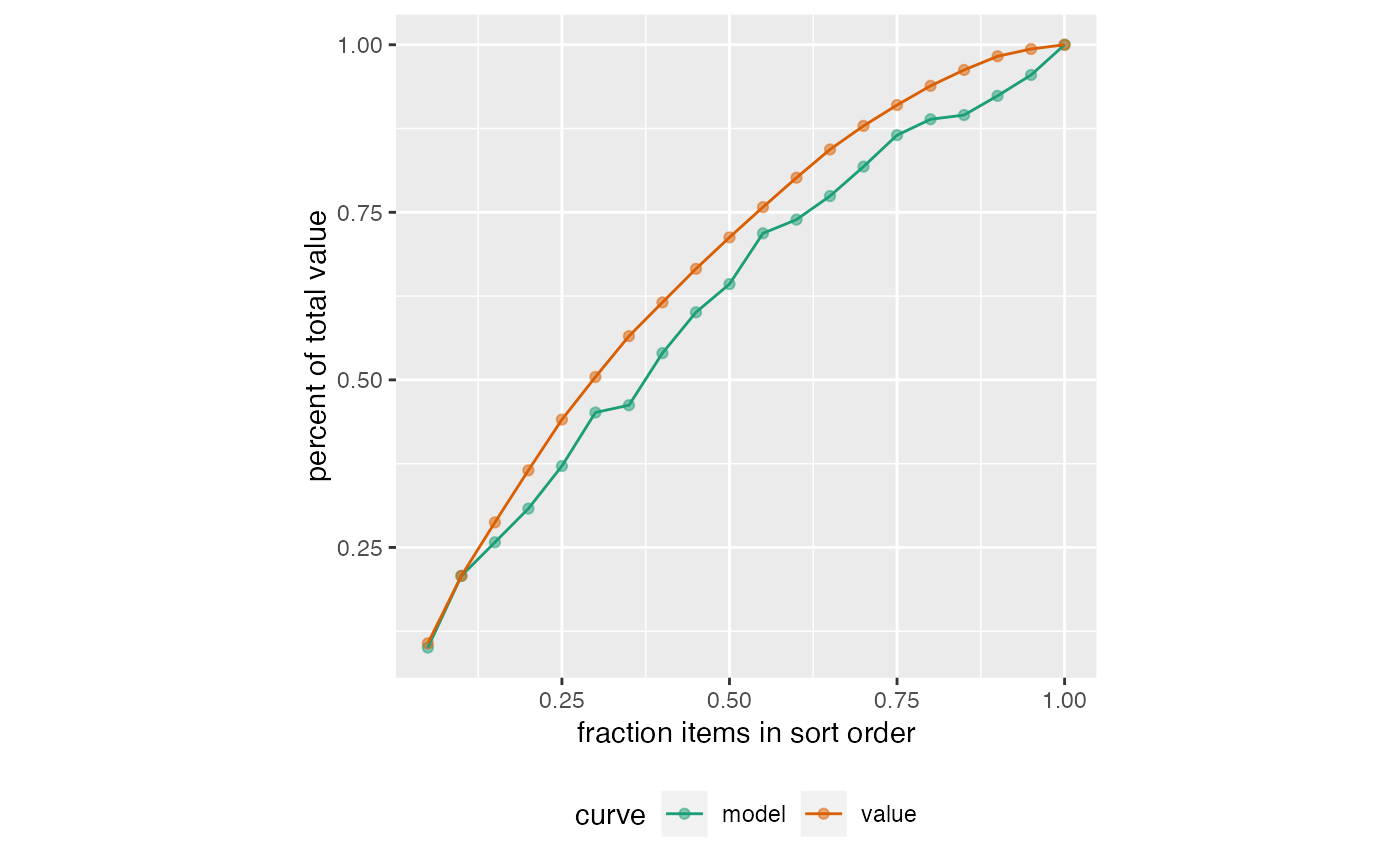 1.00
0.75
0.50
0.25
percent of total value
0.25 0.50 0.75 1.00
fraction items in sort order
curve model value